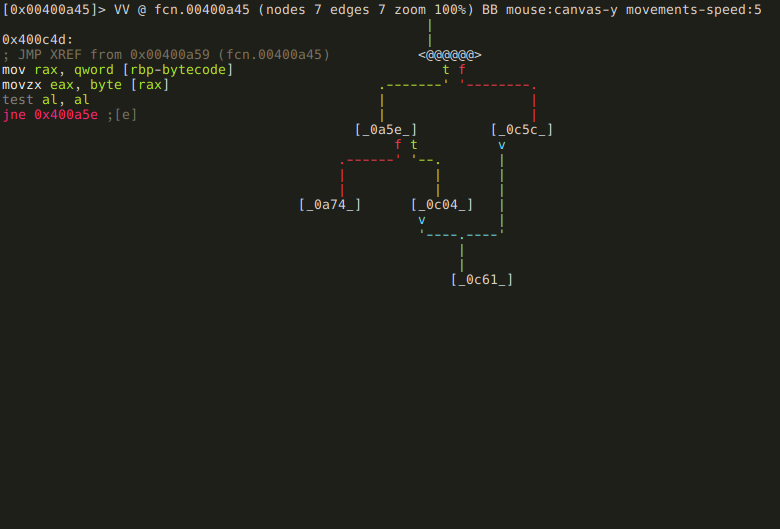 [0x00400a45]> VV @ fcn.00400a45 (nodes 7 edges 7 zoom 100%) BB mouse:canvas-y movements-speed:5
0x400c4d:
; JMP XREF from 0x00400a59 (fcn.00400a45)
mov rax, qword [rbp-bytecode]
movzx eax, byte [rax]
test al, al
jne 0x400a5e ;[e]
<@@@@@@>
t f
[_0a5e_] [_0c5c_]
f t v
[_0a74_] [_0c04_]
v
[_0c61_]